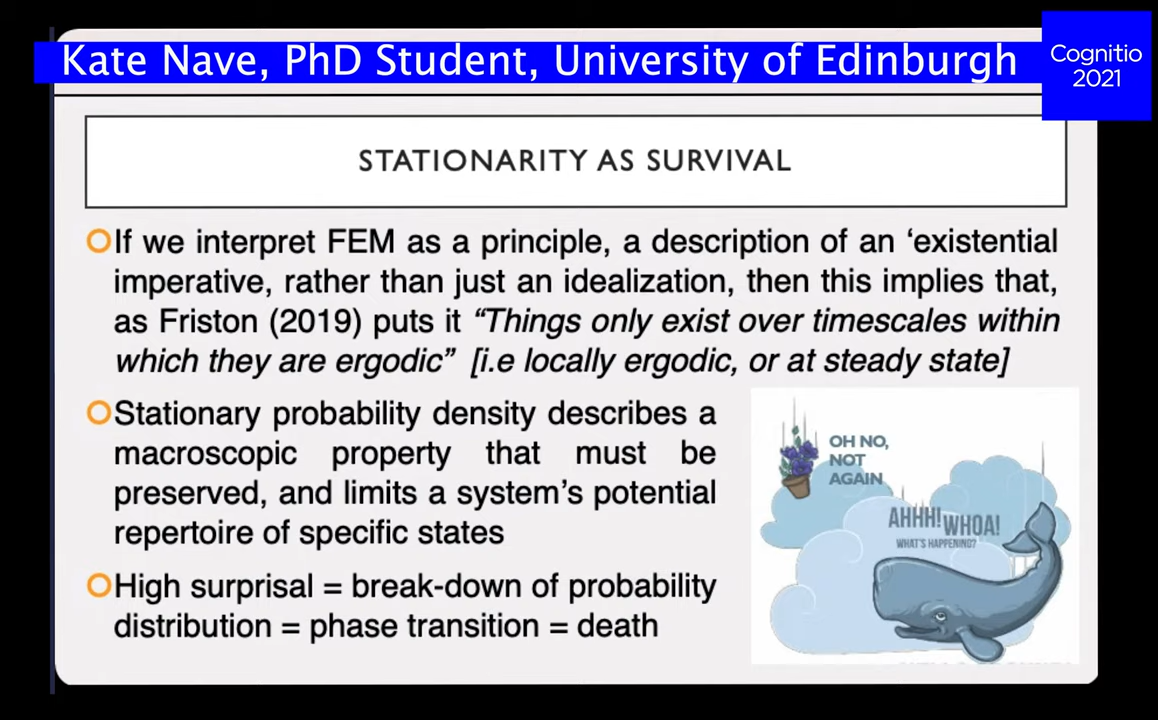 Kate Nave, PhD Student, University of Edinburgh
Cognitio
2021
STATIONARITY AS SURVIVAL
If we interpret FEM as a principle, a description of an ‘existential
imperative, rather than just an idealization, then this implies that,
as Friston (2019) puts it “Things only exist over timescales within
which they are ergodic” [i.e locally ergodic, or at steady state]
Stationary probability density describes a
macroscopic property that must be
preserved, and limits a system’s potential
repertoire of specific states
High surprisal = break-down of probability
distribution = phase transition = death
OH NO,
NOT
AGAIN
AHHH! WHOA!
WHAT'S HAPPENING?